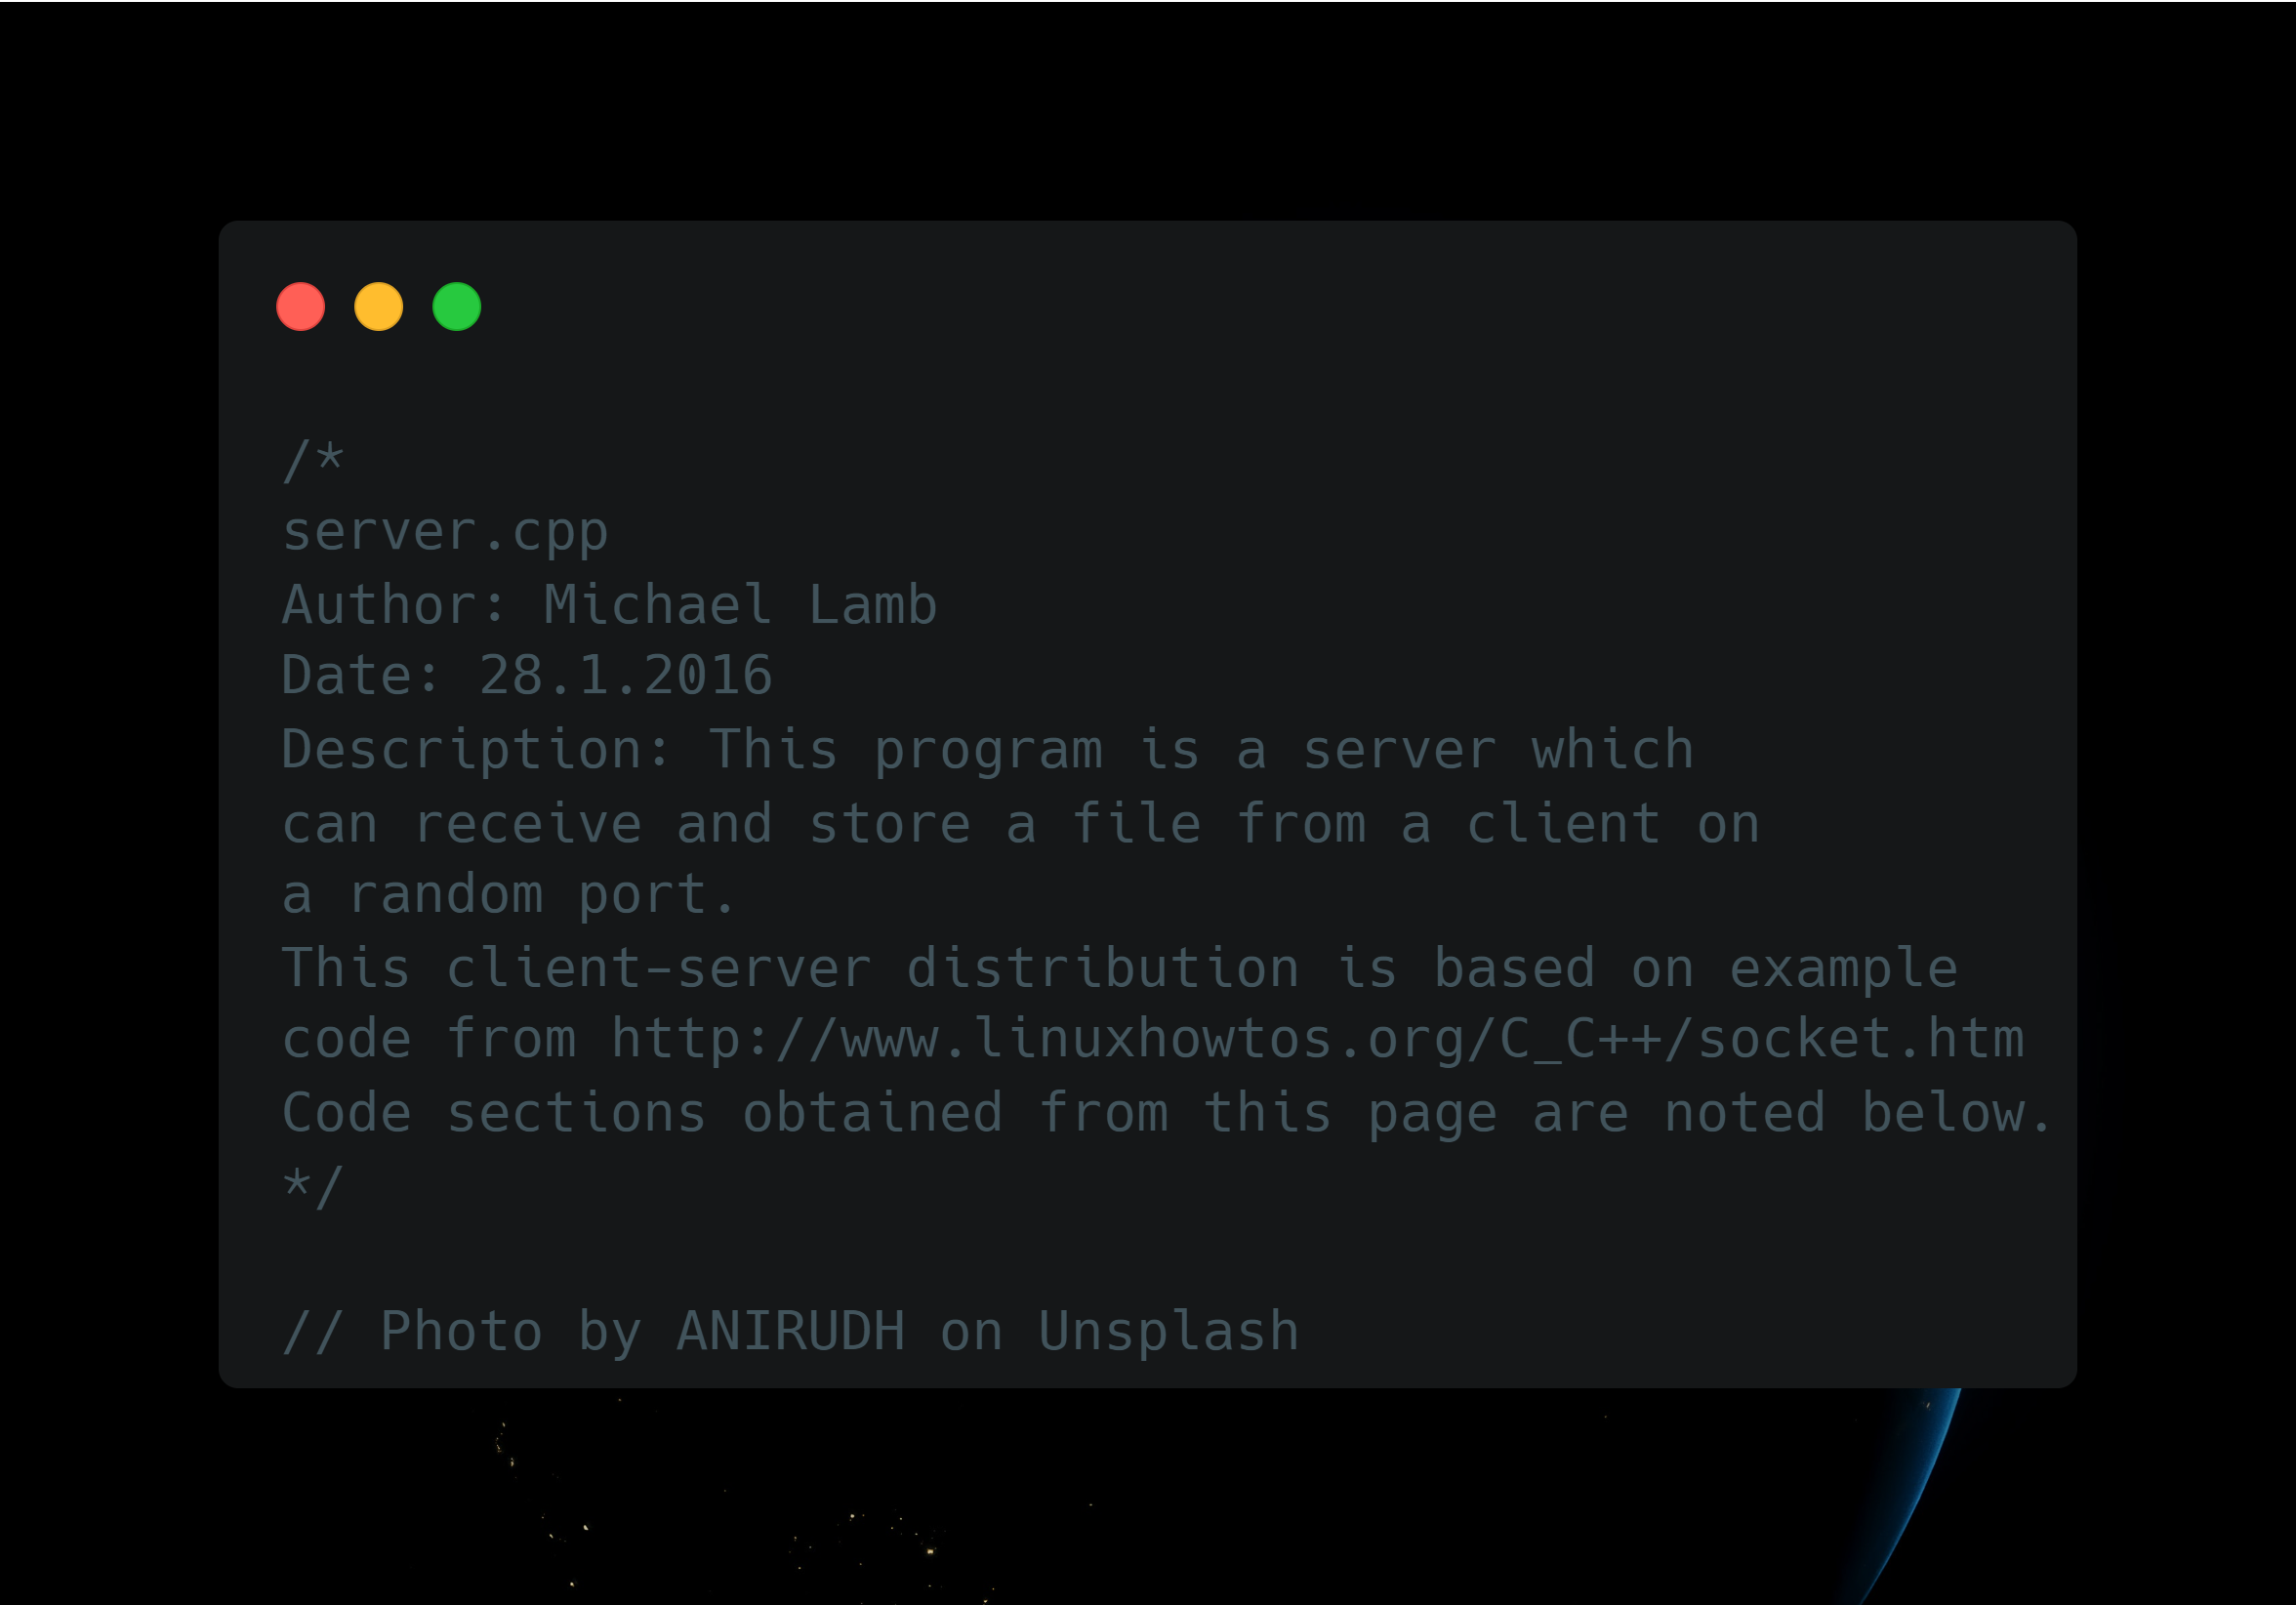 /*
server.cpp
Author: Michael Lamb
Date: 28.1.2016
Description: This program is a server which
can receive and store a file from a client on
a random port.
This client-server distribution is based on example
code from http://www.linuxhowtos.org/C_C++/socket.htm
Code sections obtained from this page are noted below.
*/
// Photo by ANIRUDH on Unsplash